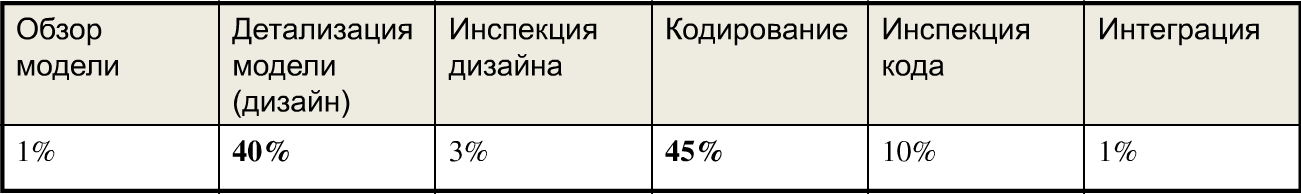 Обзор модели
Детализация модели (дизайн)
Инспекция дизайна
Кодирование
Инспекция кода
Интеграция
1%
40%
3%
45%
10%
1%